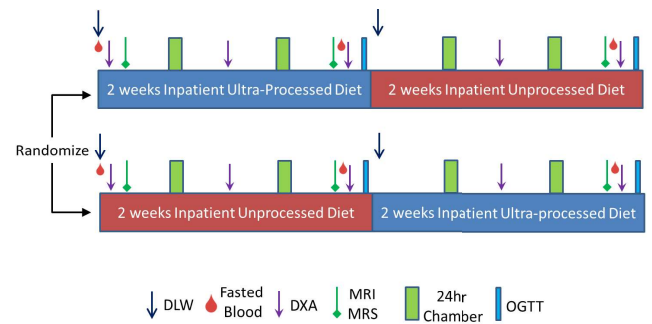 2 weeks Inpatient Ultra-Processed Diet
2 weeks Inpatient Unprocessed Diet
Randomize
2 weeks Inpatient Unprocessed Diet
2 weeks Inpatient Ultra-processed Diet
DLW
Fasted
Blood
DXA
MRI
MRS
24hr
Chamber
OGTT